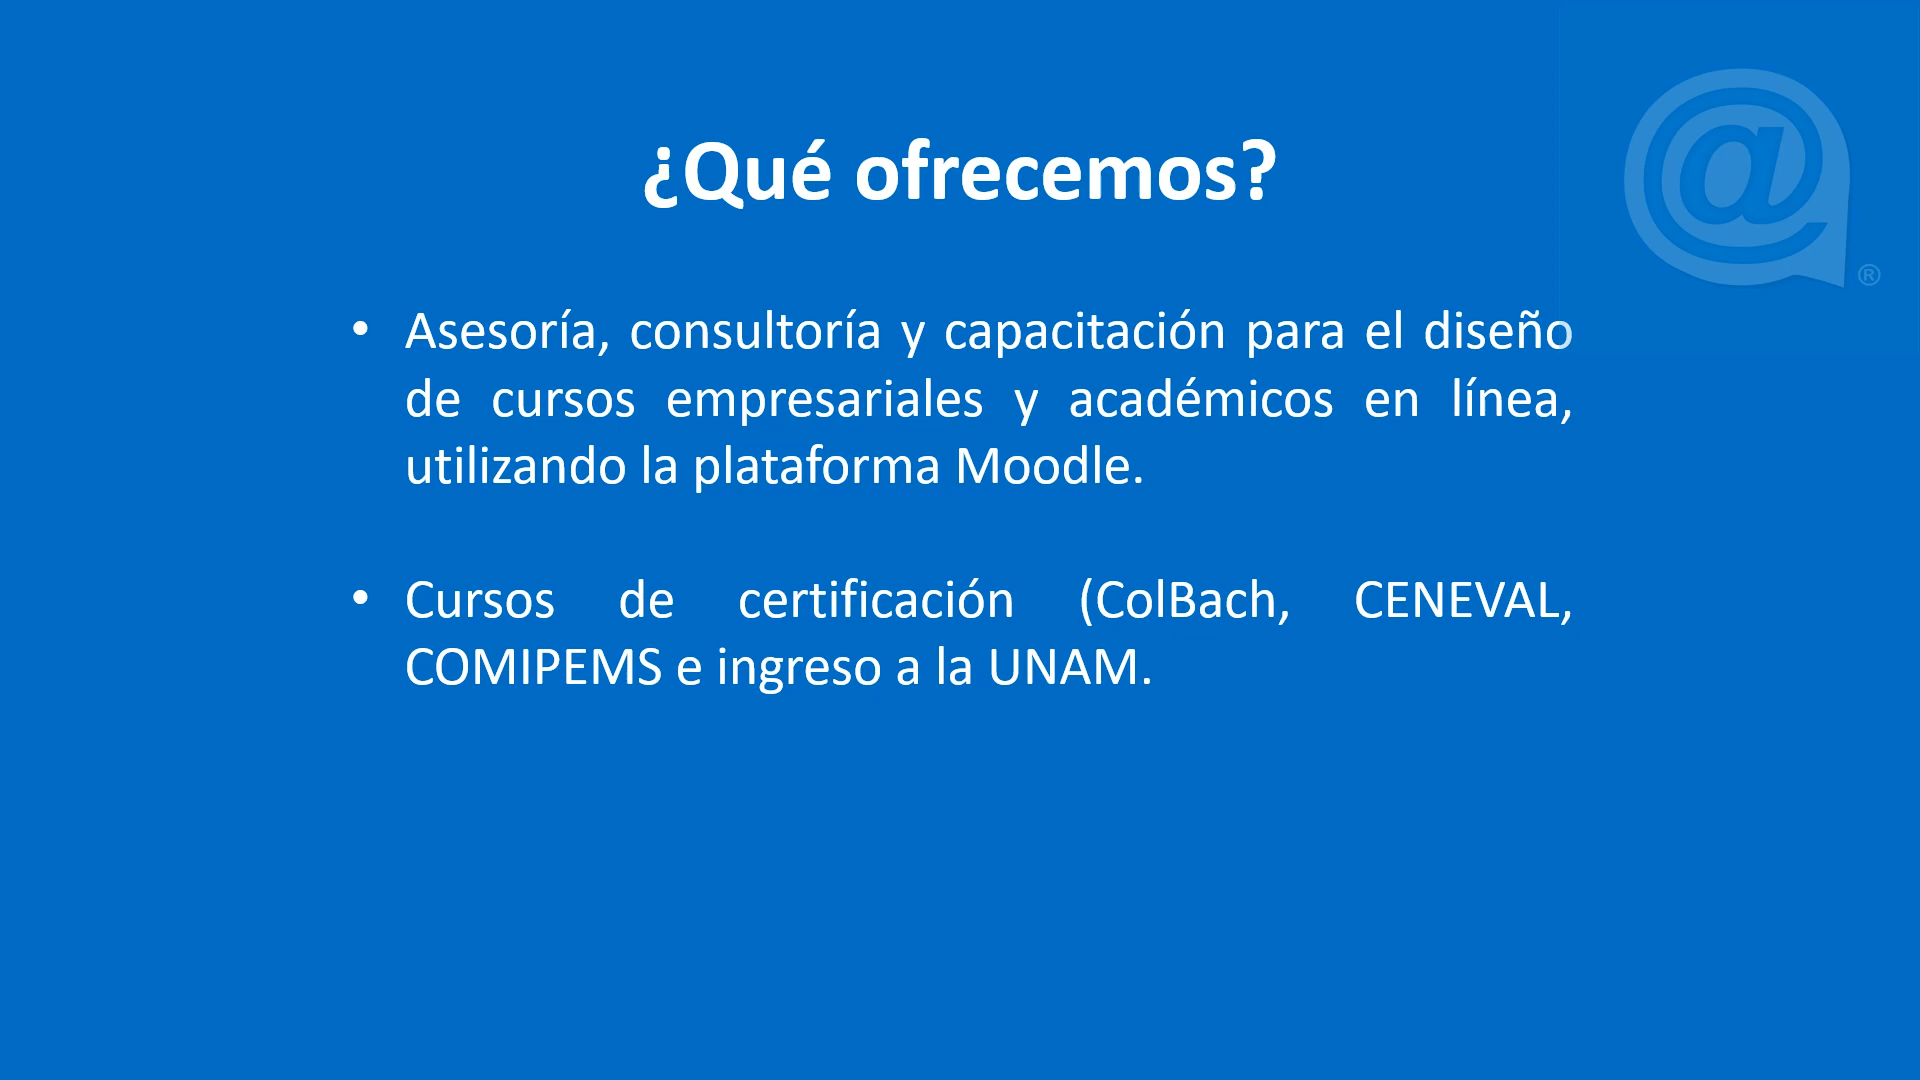 ¿Qué ofrecemos?
• Asesoría, consultoría y capacitación para el diseño
de cursos empresariales y académicos en línea,
utilizando la plataforma Moodle.
• Cursos de certificación (ColBach, CENEVAL,
COMIPEMS e ingreso a la UNAM.
@
®